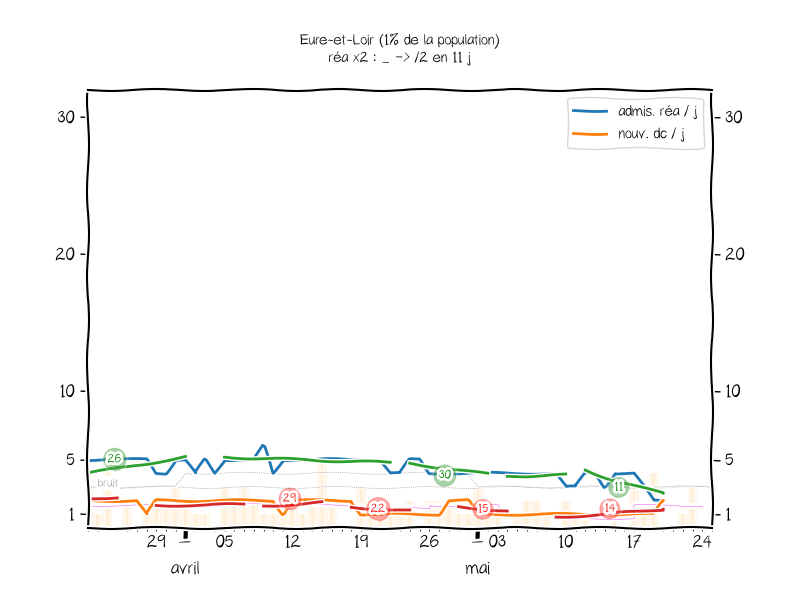 Eure-et-Loir (1% de la population)
réa x2 : _ -> /2 en 11 j
admis. réa / j
nouv. dc / j
30 30
20 20
10 10
5 5
1 1
26
bruit
29
22
30
15
11
14
29 05 12 19 26 03 10 17 24
avril mai